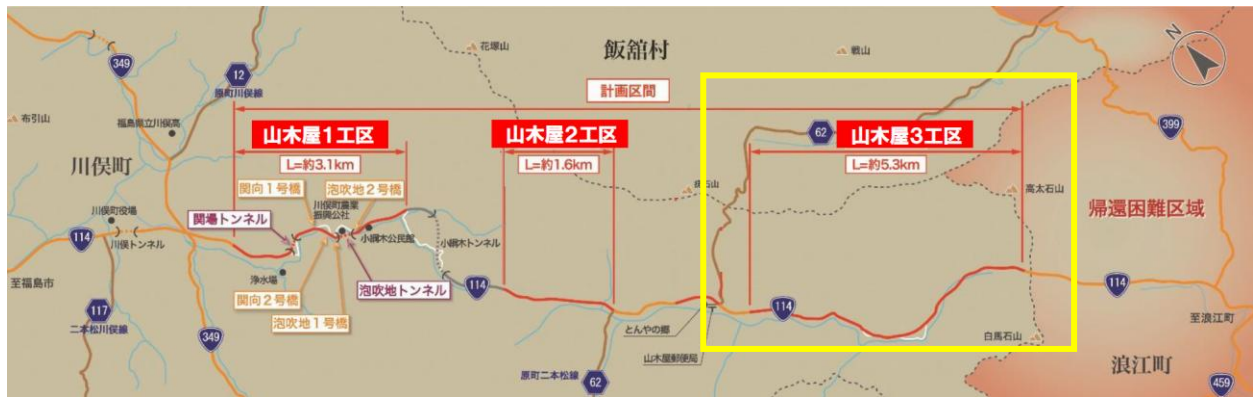 飯舘村
花塚山
戦山
N
349
12
原町川俣線
計画区間
布引山
福島県立川俣高
山木屋1工区
山木屋2工区
62
山木屋3工区
399
L=約3.1km
L=約1.6km
L=約5.3km
川俣町
関向1号橋
泡吹地2号橋
川俣町農業
振興公社
高太石山
帰還困難区域
川俣町役場
関場トンネル
小綱木公民館
114
川俣トンネル
小綱木トンネル
至福島市
浄水場
泡吹地トンネル
114
114
114
関向2号橋
泡吹地1号橋
至浪江町
117
二本松川俣線
349
とんやの郷
山木屋郵便局
白馬石山
浪江町
原町二本松線
62
459